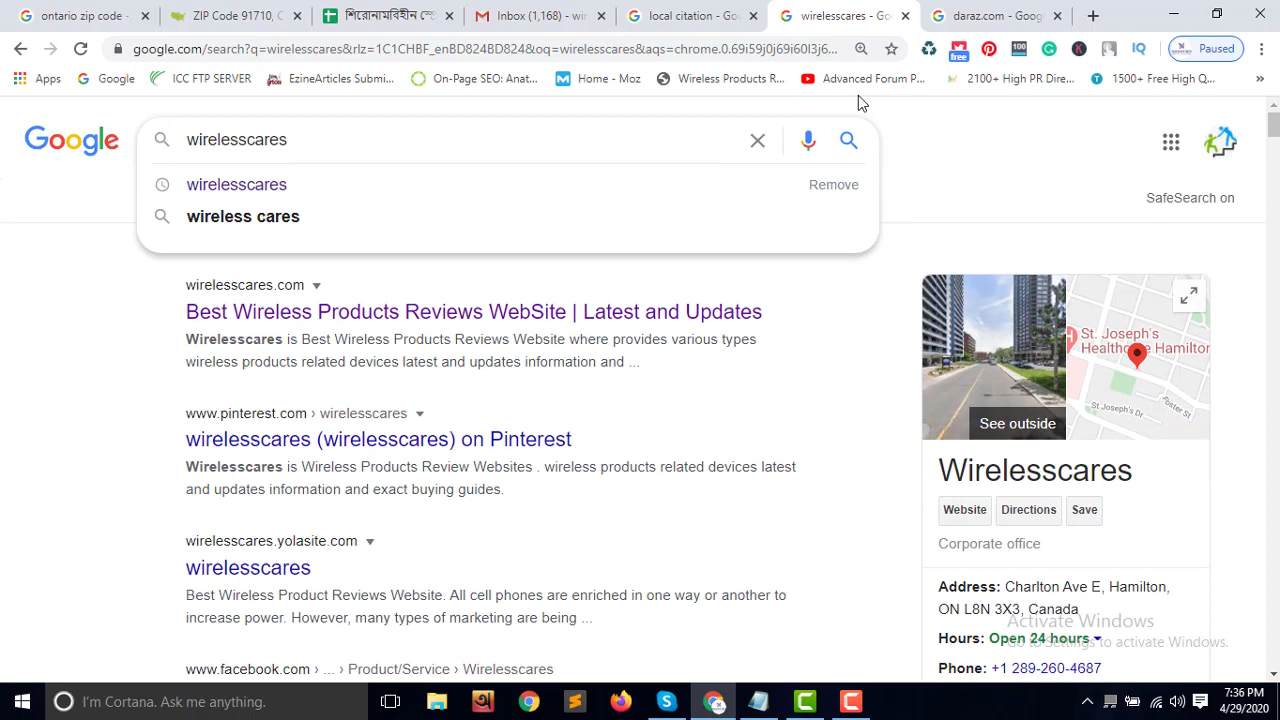 ontario zip code -
ZIP Code 31710, C
শিরোনামবিহীন স্প্রে
Inbox (1,168) - wir
local citation - Goo
wirelesscares - Goo
daraz.com - Google
google.com/search?q=wirelesscares&rlz=1C1CHBF_enBD824BD824&oq=wirelesscares&aqs=chrome.0.69i59j0j69i60l3j6...
free
100
IQ
Paused
Apps
Google
ICC FTP SERVER
EzineArticles Submi...
On-Page SEO: Anat...
Home - Moz
Wireless Products R...
Advanced Forum P...
2100+ High PR Dire...
1500+ Free High Q...
»
Google
wirelesscares
wirelesscares
Remove
wireless cares
SafeSearch on
wirelesscares.com
Best Wireless Products Reviews WebSite | Latest and Updates
Wirelesscares is Best Wireless Products Reviews Website where provides various types
wireless products related devices latest and updates information and ...
www.pinterest.com › wirelesscares
wirelesscares (wirelesscares) on Pinterest
Wirelesscares is Wireless Products Review Websites . wireless products related devices latest
and updates information and exact buying guides.
wirelesscares.yolasite.com
wirelesscares
Best Wireless Product Reviews Website. All cell phones are enriched in one way or another to
increase power. However, many types of marketing are being ...
www.facebook.com › ... › Product/Service › Wirelesscares
See outside
St. Joseph's
Healthcare Hamilton
St Joseph's Dr
Foster St
Wirelesscares
Website
Directions
Save
Corporate office
Address: Charlton Ave E, Hamilton,
ON L8N 3X3, Canada
Hours: Open 24 hours
Phone: +1 289-260-4687
Activate Windows
Go to Settings to activate Windows.
I'm Cortana. Ask me anything.
7:36 PM
4/29/2020